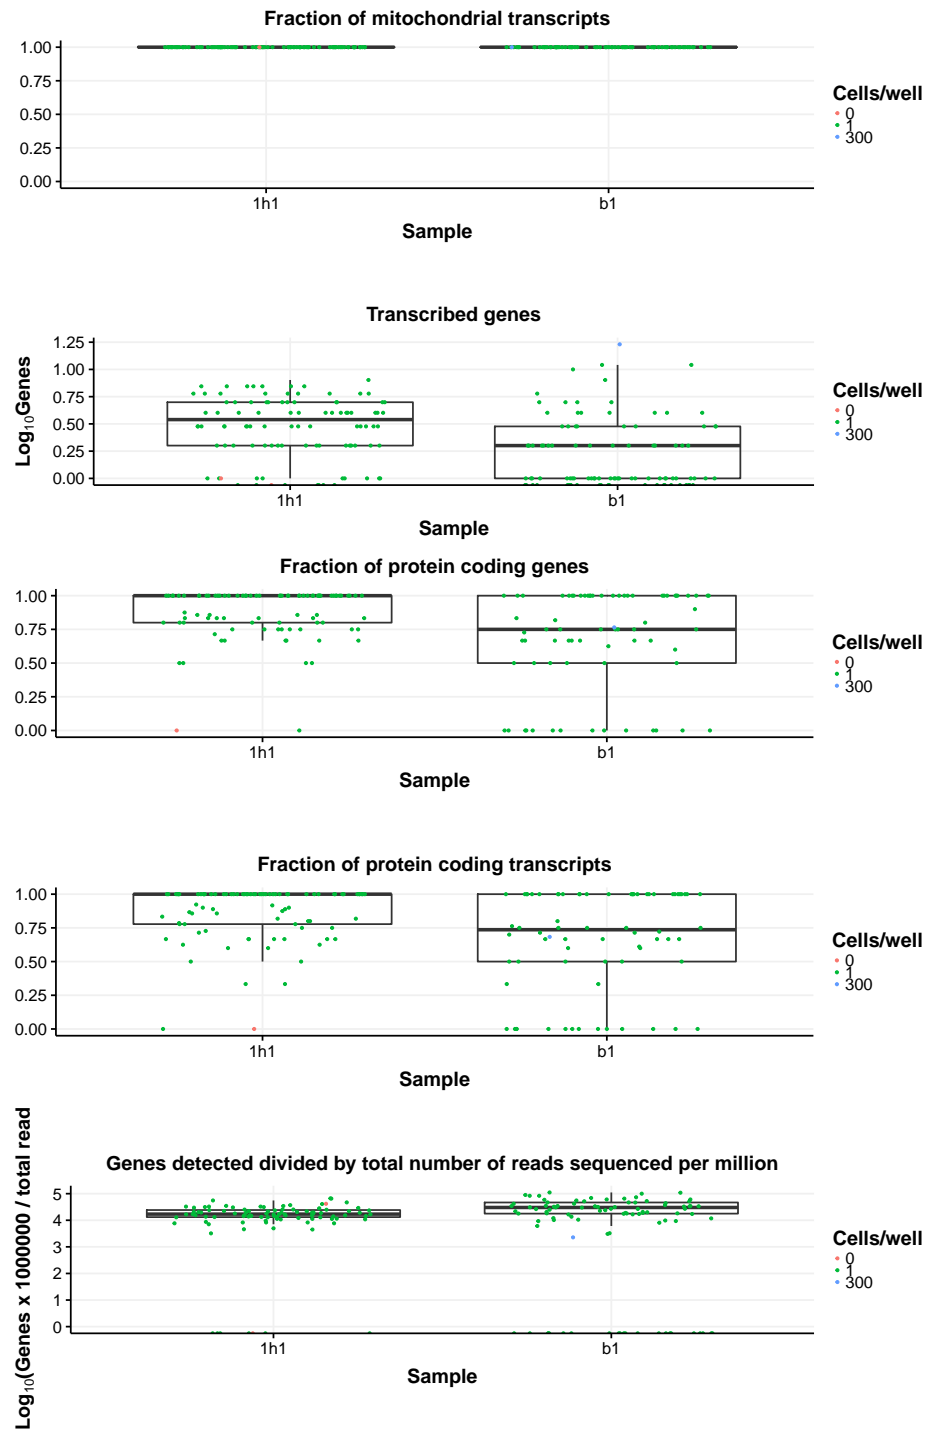 Fraction of mitochondrial transcripts
1.00
0.75
0.50
0.25
0.00
1h1
b1
Sample
Cells/well
0
1
300
Transcribed genes
Log10Genes
1.25
1.00
0.75
0.50
0.25
0.00
1h1
b1
Sample
Cells/well
0
1
300
Fraction of protein coding genes
1.00
0.75
0.50
0.25
0.00
1h1
b1
Sample
Cells/well
0
1
300
Fraction of protein coding transcripts
1.00
0.75
0.50
0.25
0.00
1h1
b1
Sample
Cells/well
0
1
300
Genes detected divided by total number of reads sequenced per million
Log10(Genes x 1000000 / total read
5
4
3
2
1
0
1h1
b1
Sample
Cells/well
0
1
300